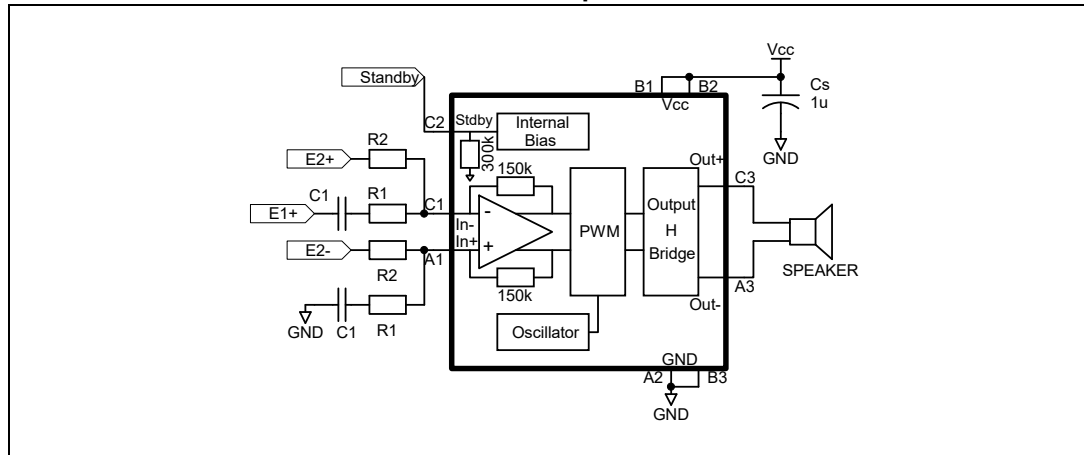 Vcc
Standby
B1
B2
Cs
1u
Vcc
C2
Stdby
Internal
Bias
GND
R2
300k
E2+
150k
Out+
C3
C1
R1
C1
E1+
In-
-
Output
H
Bridge
PWM
In+
+
E2-
A1
R2
SPEAKER
150k
A3
Out-
GND
C1
R1
Oscillator
GND
A2
B3
GND